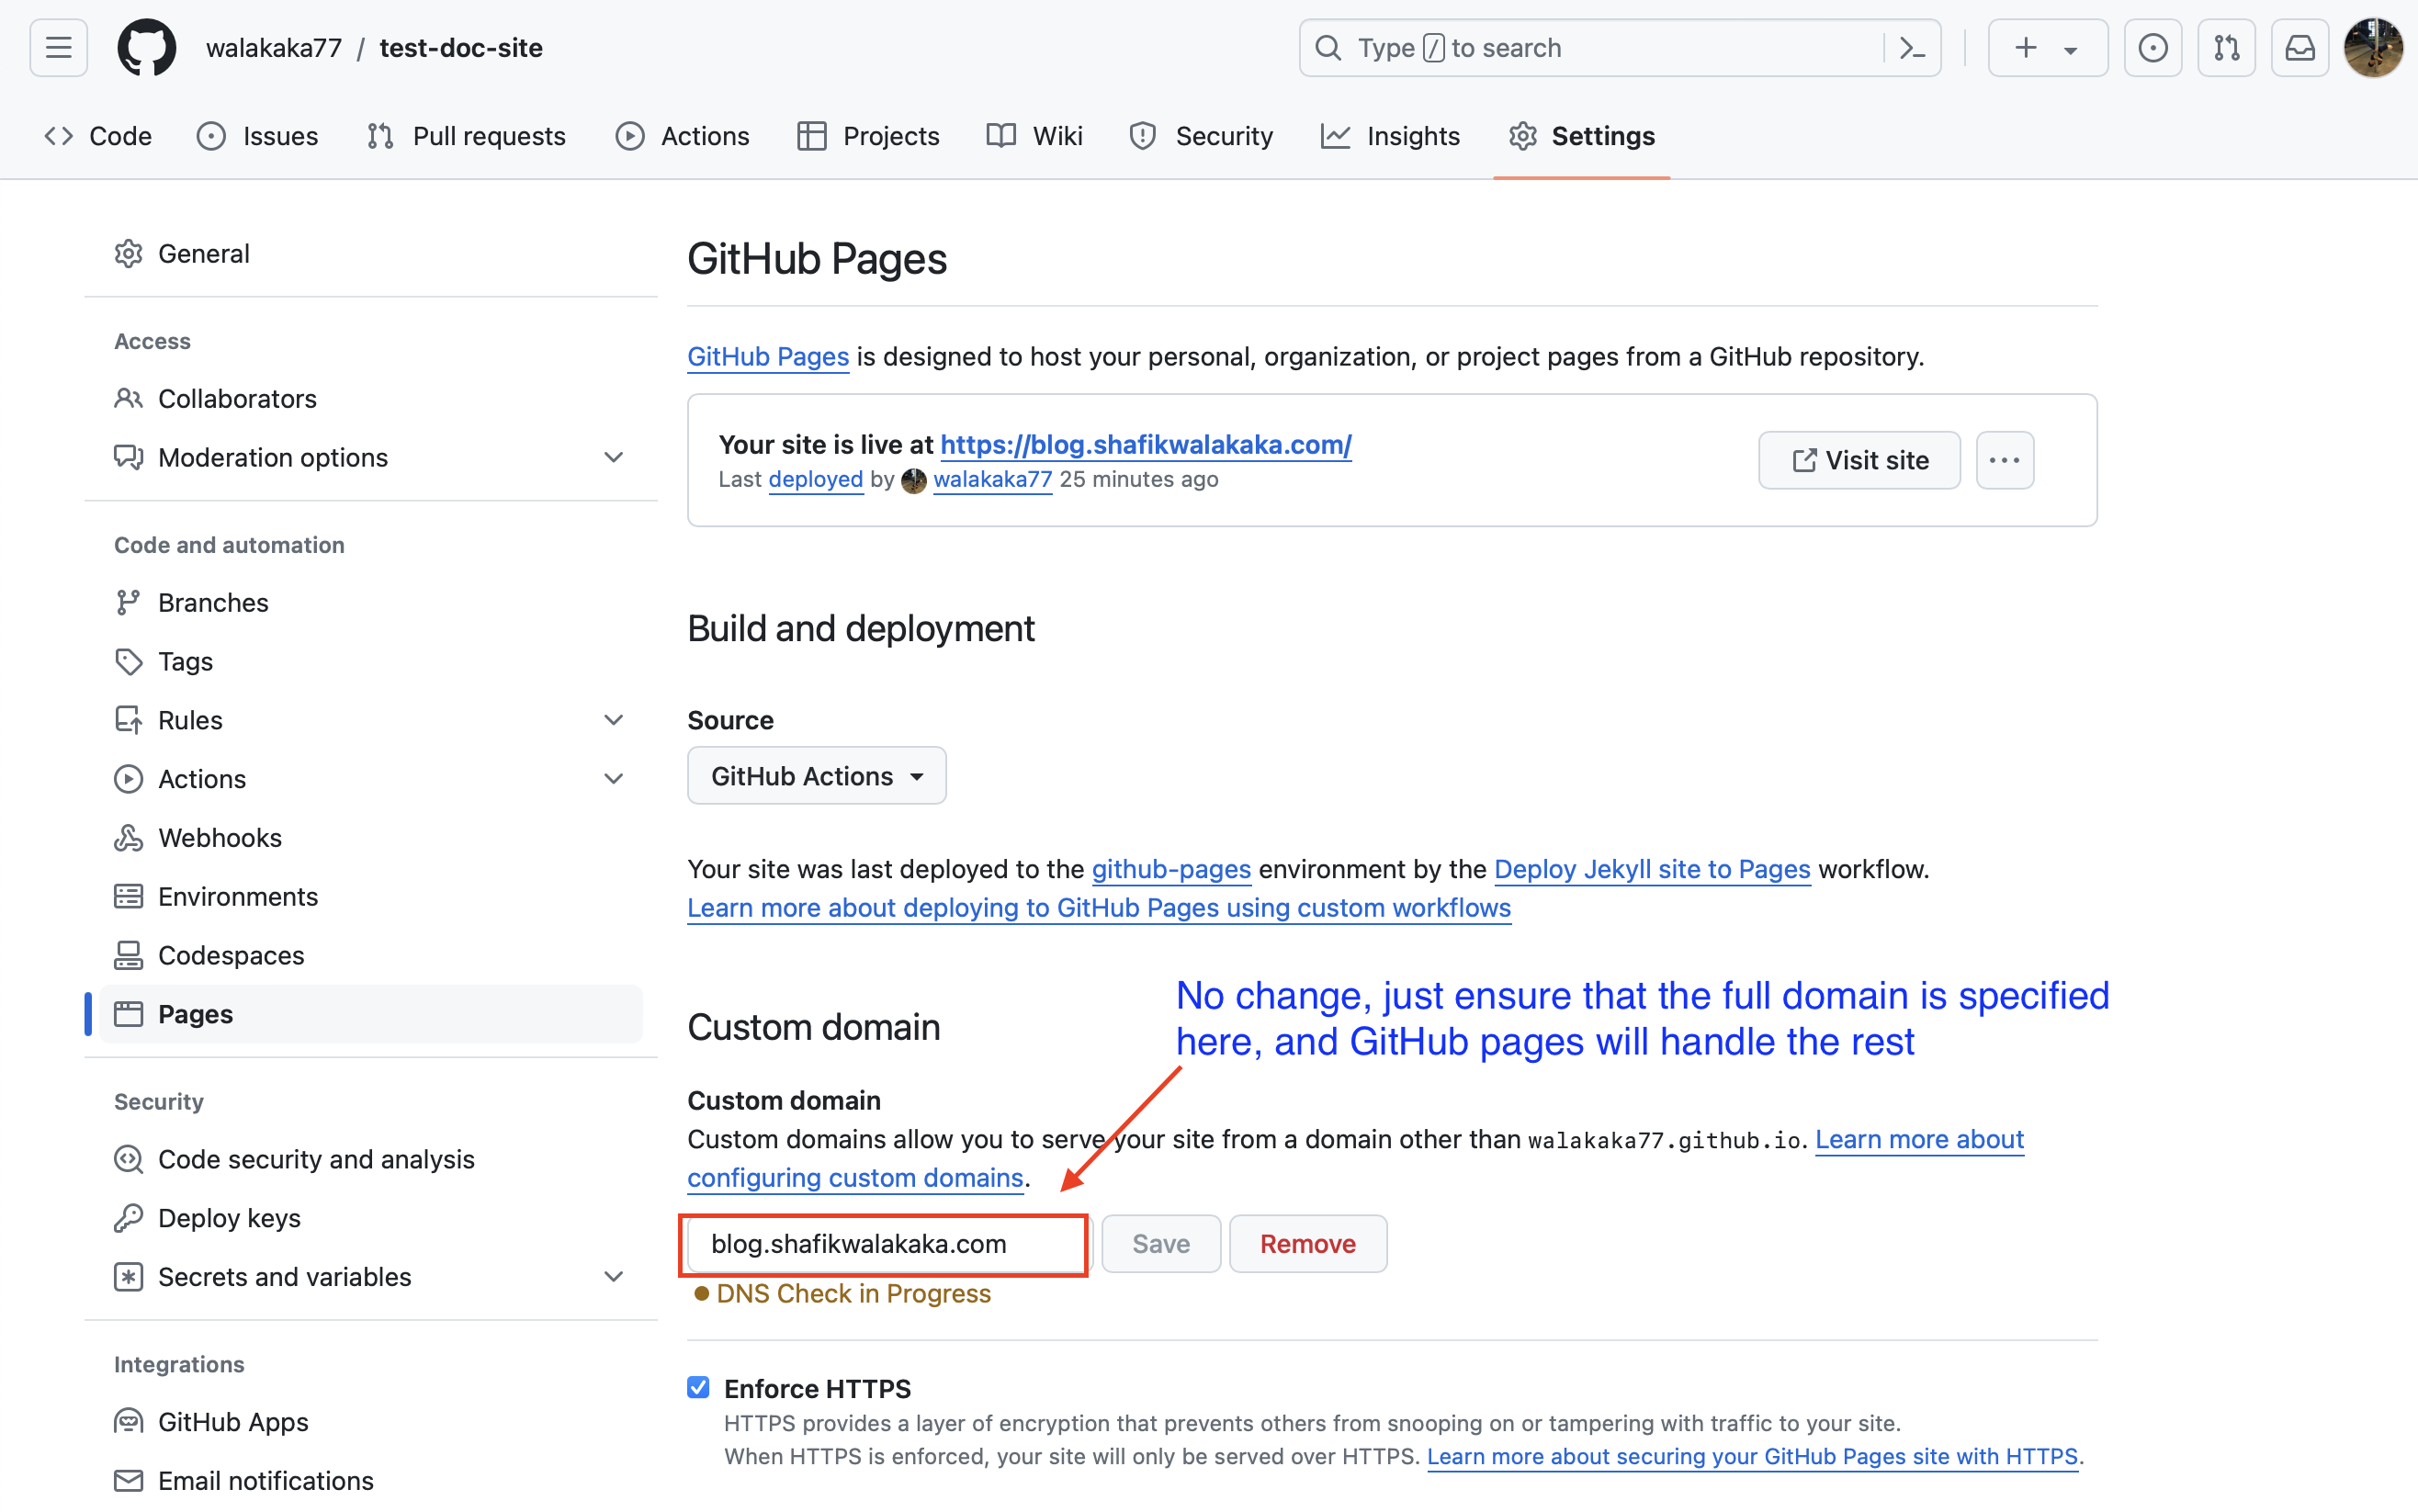 walakaka77 / test-doc-site
Type / to search
Code
Issues
Pull requests
Actions
Projects
Wiki
Security
Insights
Settings
General
Access
Collaborators
Moderation options
Code and automation
Branches
Tags
Rules
Actions
Webhooks
Environments
Codespaces
Pages
Security
Code security and analysis
Deploy keys
Secrets and variables
Integrations
GitHub Apps
Email notifications
GitHub Pages
GitHub Pages is designed to host your personal, organization, or project pages from a GitHub repository.
Your site is live at https://blog.shafikwalakaka.com/
Last deployed by walakaka77 25 minutes ago
Visit site
Build and deployment
Source
GitHub Actions
Your site was last deployed to the github-pages environment by the Deploy Jekyll site to Pages workflow.
Learn more about deploying to GitHub Pages using custom workflows
No change, just ensure that the full domain is specified
here, and GitHub pages will handle the rest
Custom domain
Custom domain
Custom domains allow you to serve your site from a domain other than walakaka77.github.io. Learn more about
configuring custom domains.
blog.shafikwalakaka.com
Save
Remove
DNS Check in Progress
Enforce HTTPS
HTTPS provides a layer of encryption that prevents others from snooping on or tampering with traffic to your site.
When HTTPS is enforced, your site will only be served over HTTPS. Learn more about securing your GitHub Pages site with HTTPS.